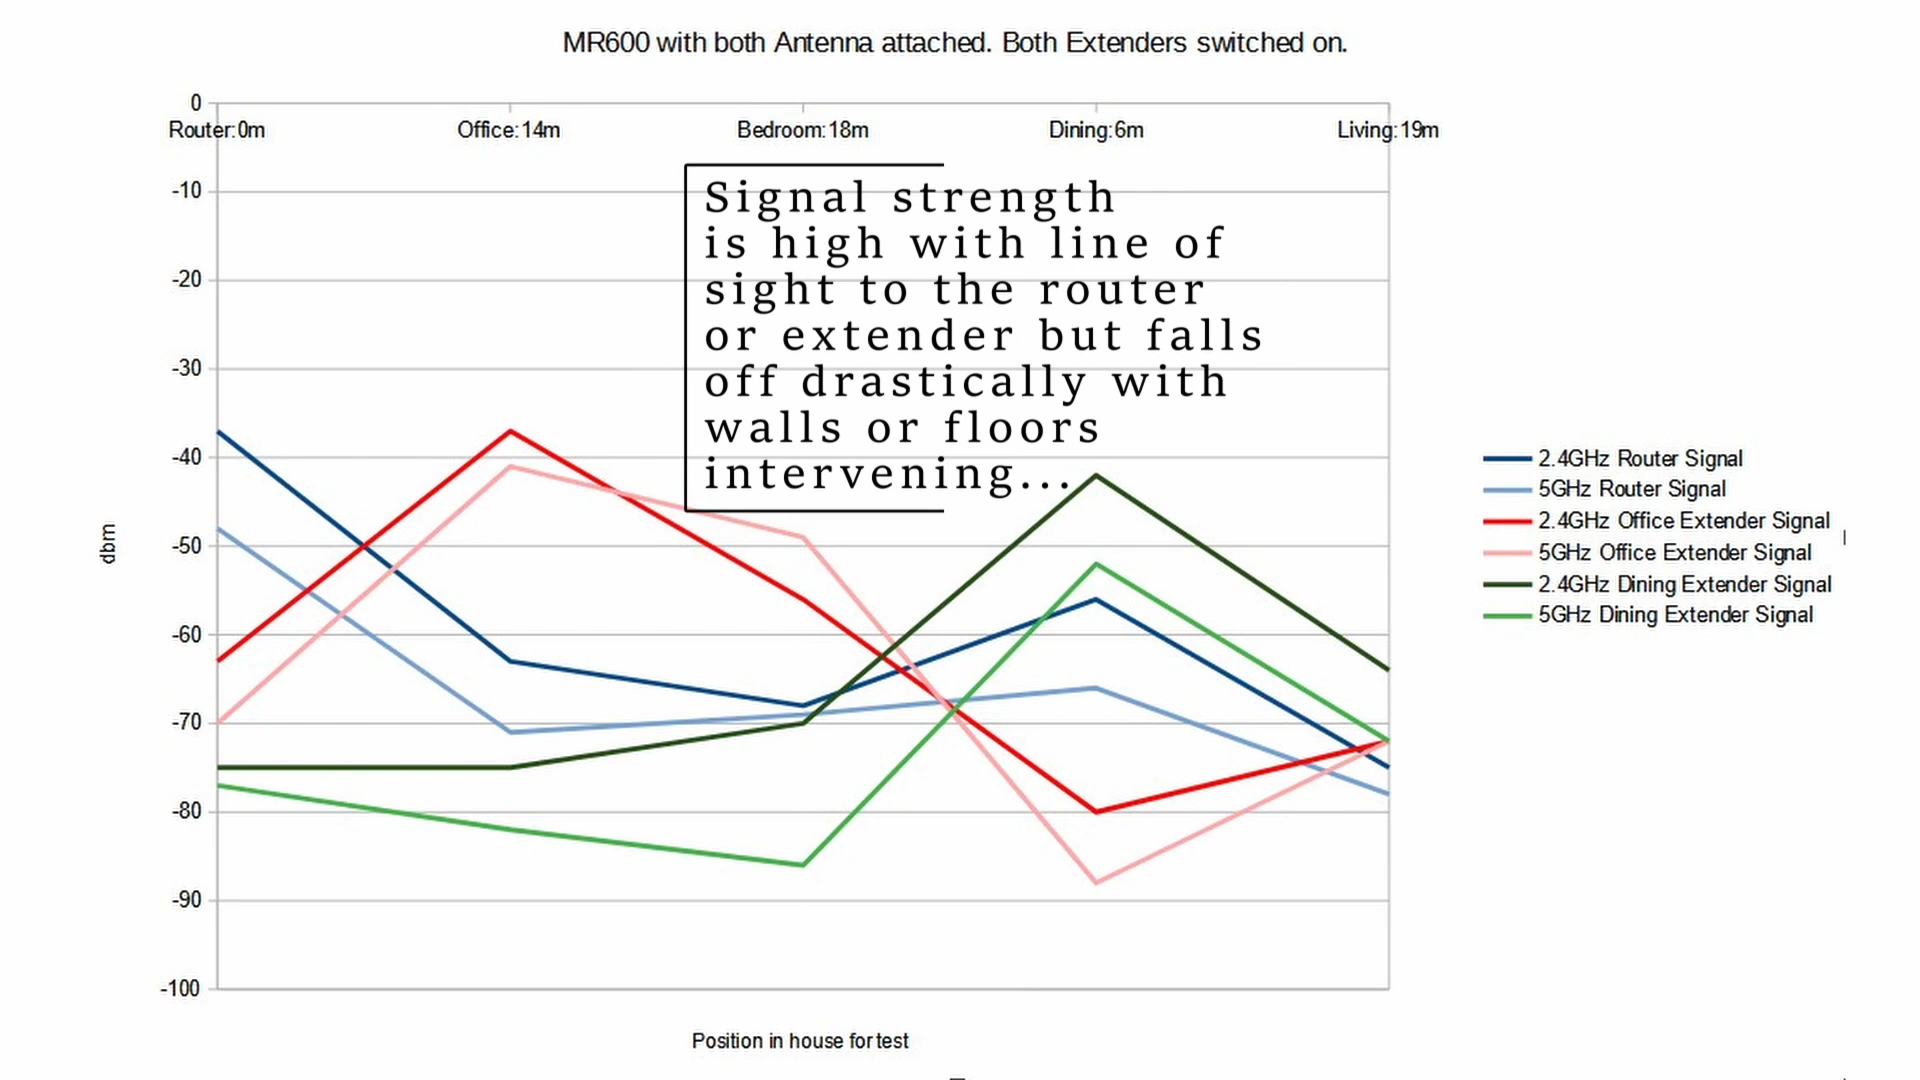 MR600 with both Antenna attached. Both Extenders switched on.
0
Router:0m Office:14m Bedroom:18m Dining:6m Living:19m
-10
-20
-30
-40
-50
-60
-70
-80
-90
-100
Signal strength
is high with line of
sight to the router
or extender but falls
off drastically with
walls or floors
intervening...
dbm
2.4GHz Router Signal
5GHz Router Signal
2.4GHz Office Extender Signal
5GHz Office Extender Signal
2.4GHz Dining Extender Signal
5GHz Dining Extender Signal
Position in house for test